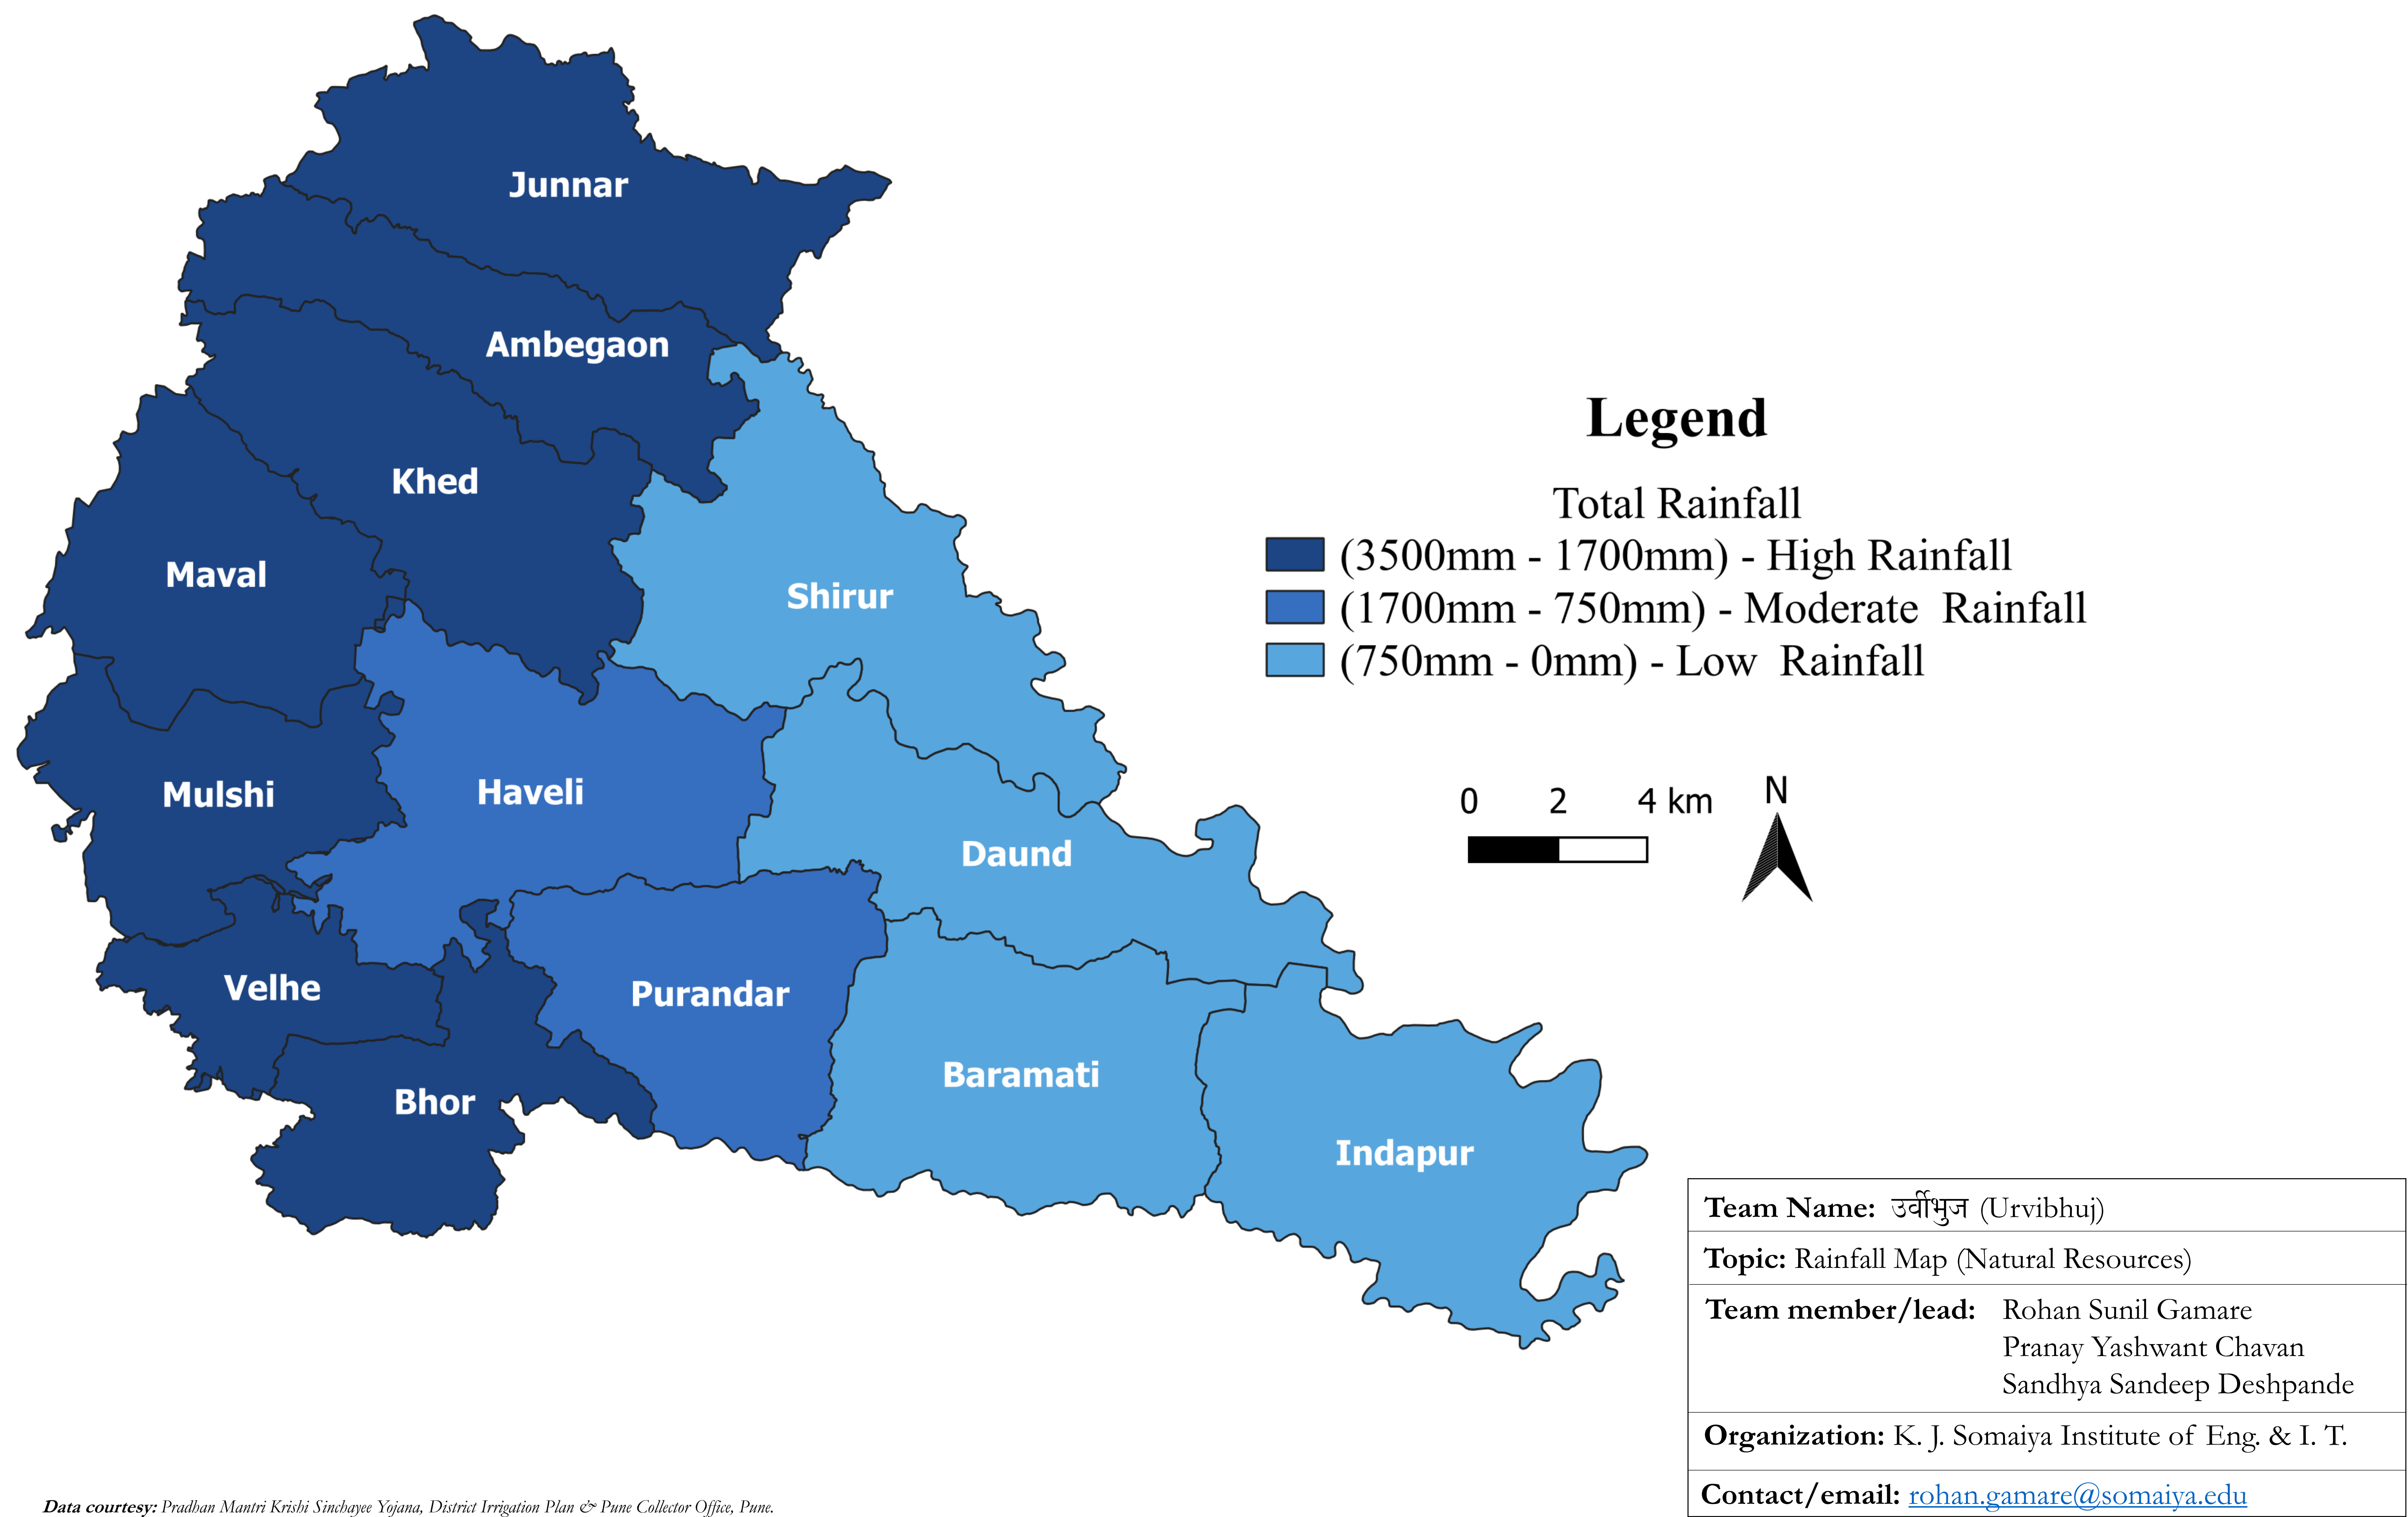 Junnar
Ambegaon
Khed
Maval
Shirur
Mulshi
Haveli
Daund
Velhe
Purandar
Baramati
Bhor
Indapur
Legend
Total Rainfall
(3500mm - 1700mm) - High Rainfall
(1700mm - 750mm) - Moderate Rainfall
(750mm - 0mm) - Low Rainfall
0 2 4 km
N
Team Name: उर्वीभुज (Urvibhuj)
Topic: Rainfall Map (Natural Resources)
Team member/lead: Rohan Sunil Gamare
Pranay Yashwant Chavan
Sandhya Sandeep Deshpande
Organization: K. J. Somaiya Institute of Eng. & I. T.
Contact/email: rohan.gamare@somaiya.edu
Data courtesy: Pradhan Mantri Krishi Sinchayee Yojana, District Irrigation Plan & Pune Collector Office, Pune.